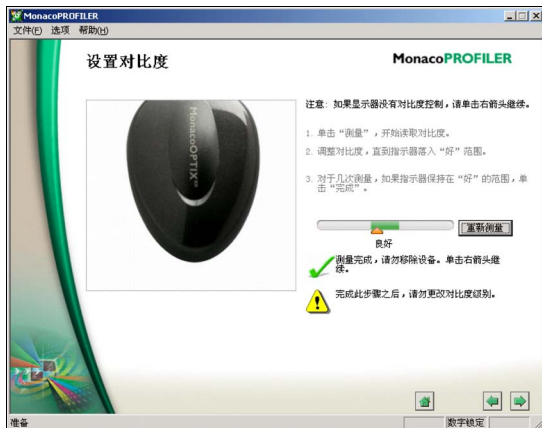 MonacoPROFILER
文件(F) 选项 帮助(H)
设置对比度
MonacoPROFILER
MonacoOPTIX
注意: 如果显示器没有对比度控制，请单击右箭头继续。
1. 单击“测量”，开始读取对比度。
2. 调整对比度，直到指示器落入“好”范围。
3. 对于几次测量，如果指示器保持在“好”的范围，单
击“完成”。
重新测量
良好
测量完成，请勿移除设备。单击右箭头继
续。
完成此步骤之后，请勿更改对比度级别。
准备
数字锁定